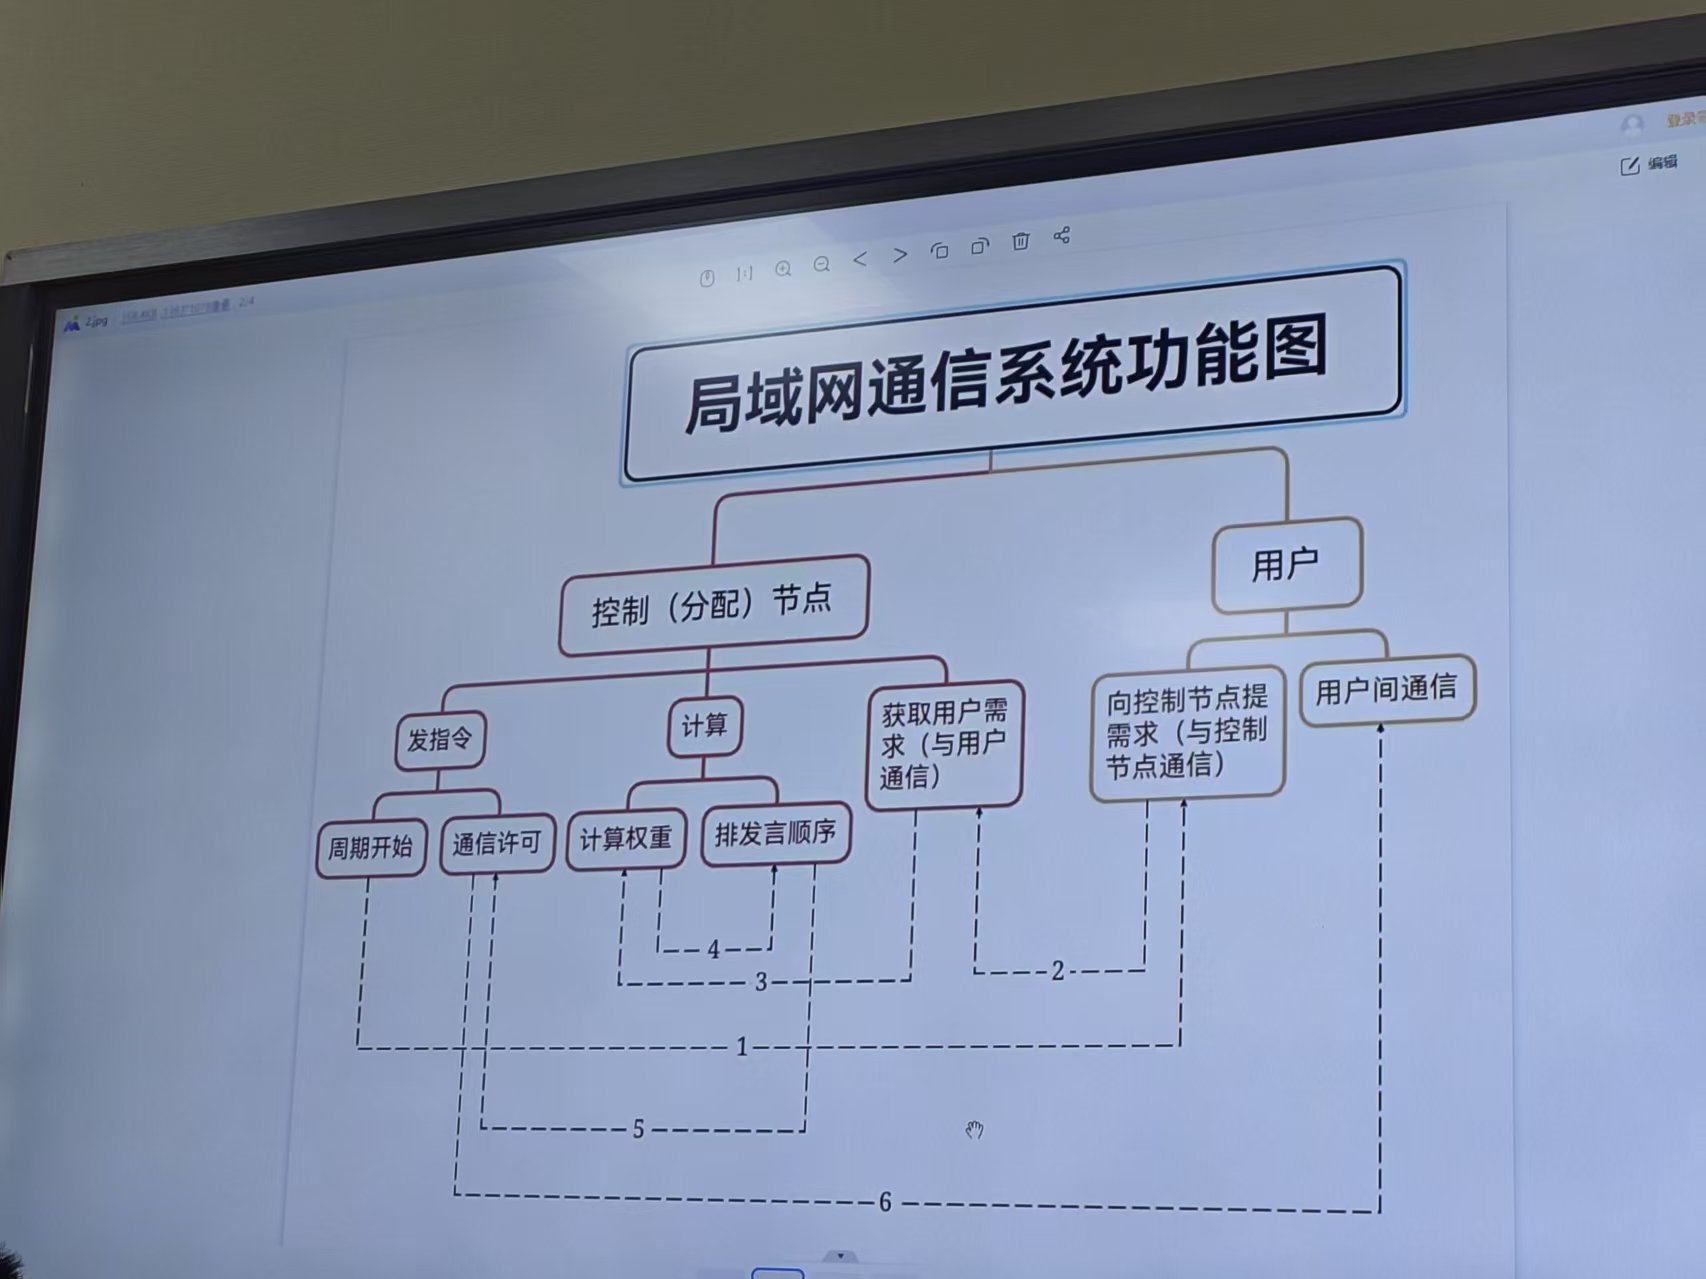 登录
编辑
2.jpg
2/4
1:1
局域网通信系统功能图
控制（分配）节点
用户
发指令
计算
获取用户需
求（与用户
通信）
向控制节点提
需求（与控制
节点通信）
用户间通信
周期开始
通信许可
计算权重
排发言顺序
4
3
2
1
5
6